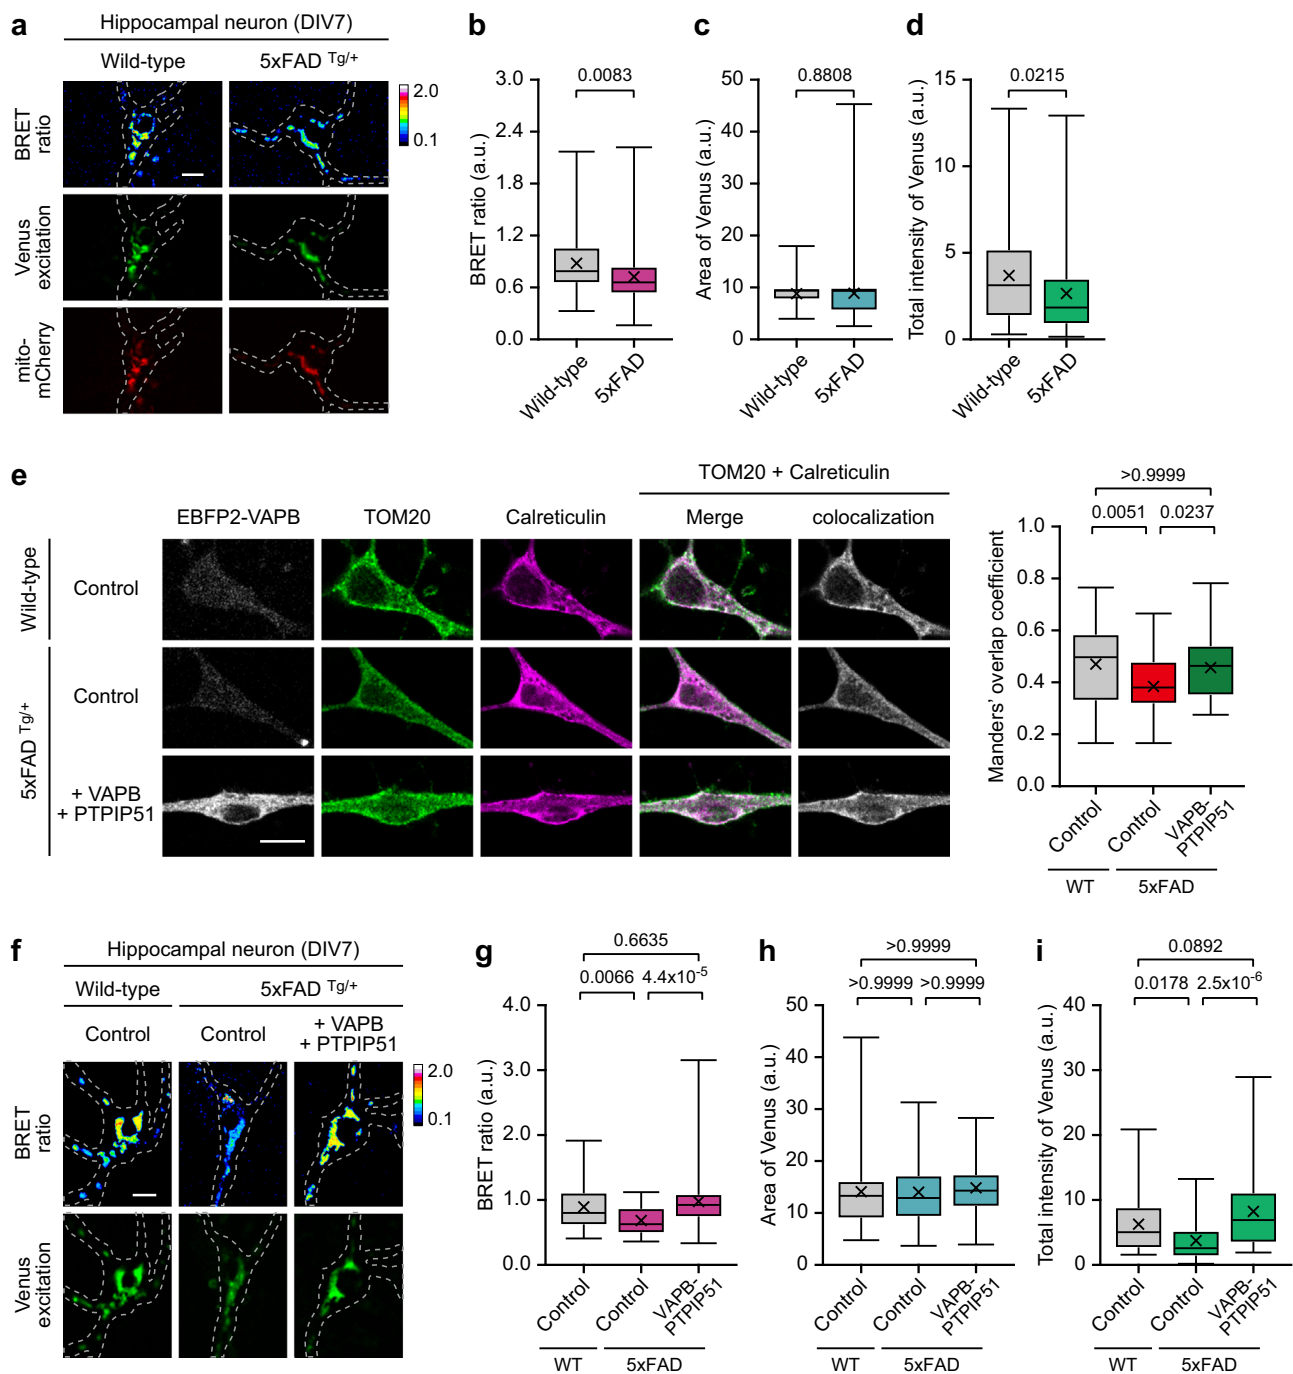 a
Hippocampal neuron (DIV7)
Wild-type
5xFAD Tg/+
BRET ratio
Venus excitation
mito-mCherry
2.0
0.1
b
0.0083
3.0
2.4
1.8
1.2
0.6
0.0
BRET ratio (a.u.)
Wild-type
5xFAD
c
0.8808
50
40
30
20
10
0
Area of Venus (a.u.)
Wild-type
5xFAD
d
0.0215
15
10
5
0
Total intensity of Venus (a.u.)
Wild-type
5xFAD
e
TOM20 + Calreticulin
EBFP2-VAPB
TOM20
Calreticulin
Merge
colocalization
Wild-type
Control
5xFAD Tg/+
Control
+ VAPB
+ PTPIP51
>0.9999
0.0051
0.0237
1.0
0.8
0.6
0.4
0.2
0.0
Manders' overlap coefficient
Control
Control
VAPB-
PTPIP51
WT
5xFAD
f
Hippocampal neuron (DIV7)
Wild-type
5xFAD Tg/+
Control
Control
+ VAPB
+ PTPIP51
BRET ratio
Venus excitation
2.0
0.1
g
0.6635
0.0066
4.4x10-5
4.0
3.0
2.0
1.0
0.0
BRET ratio (a.u.)
Control
Control
VAPB-
PTPIP51
WT
5xFAD
h
>0.9999
>0.9999
>0.9999
50
40
30
20
10
0
Area of Venus (a.u.)
Control
Control
VAPB-
PTPIP51
WT
5xFAD
i
0.0892
0.0178
2.5x10-6
40
30
20
10
0
Total intensity of Venus (a.u.)
Control
Control
VAPB-
PTPIP51
WT
5xFAD